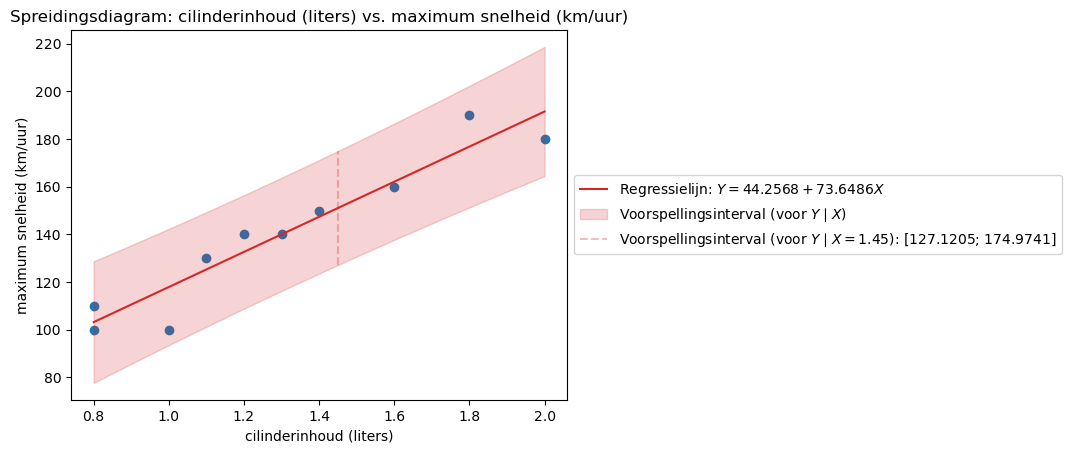 Spreidingsdiagram: cilinderinhoud (liters) vs. maximum snelheid (km/uur)
maximum snelheid (km/uur)
220
200
180
160
140
120
100
80
0.8 1.0 1.2 1.4 1.6 1.8 2.0
cilinderinhoud (liters)
Regressielijn: Y = 44.2568 + 73.6486X
Voorspellingsinterval (voor Y | X)
Voorspellingsinterval (voor Y | X = 1.45): [127.1205; 174.9741]